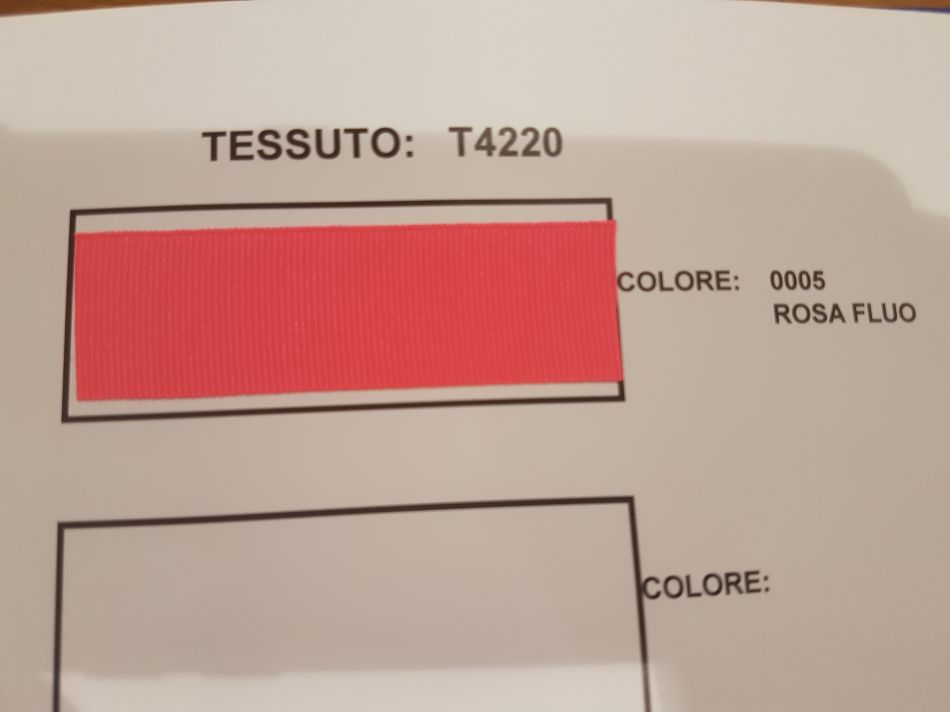 TESSUTO: T4220
COLORE: 0005
ROSA FLUO
COLORE: